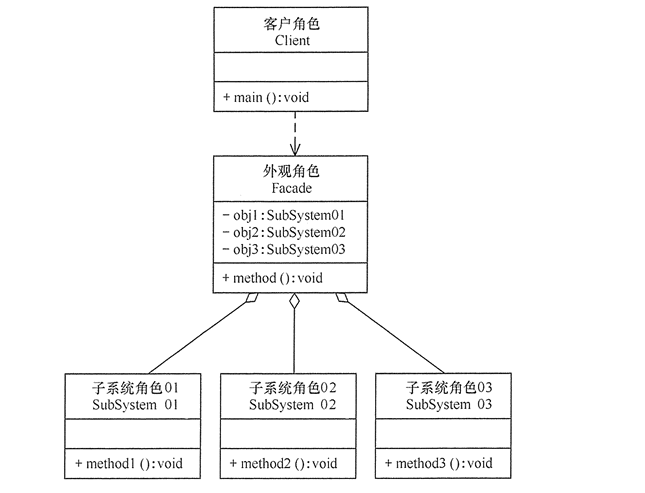 客户角色
Client
+ main ():void
外观角色
Facade
- obj1:SubSystem01
- obj2:SubSystem02
- obj3:SubSystem03
+ method ():void
子系统角色01
SubSystem 01
+ method1 ():void
子系统角色02
SubSystem 02
+ method2 ():void
子系统角色03
SubSystem 03
+ method3 ():void